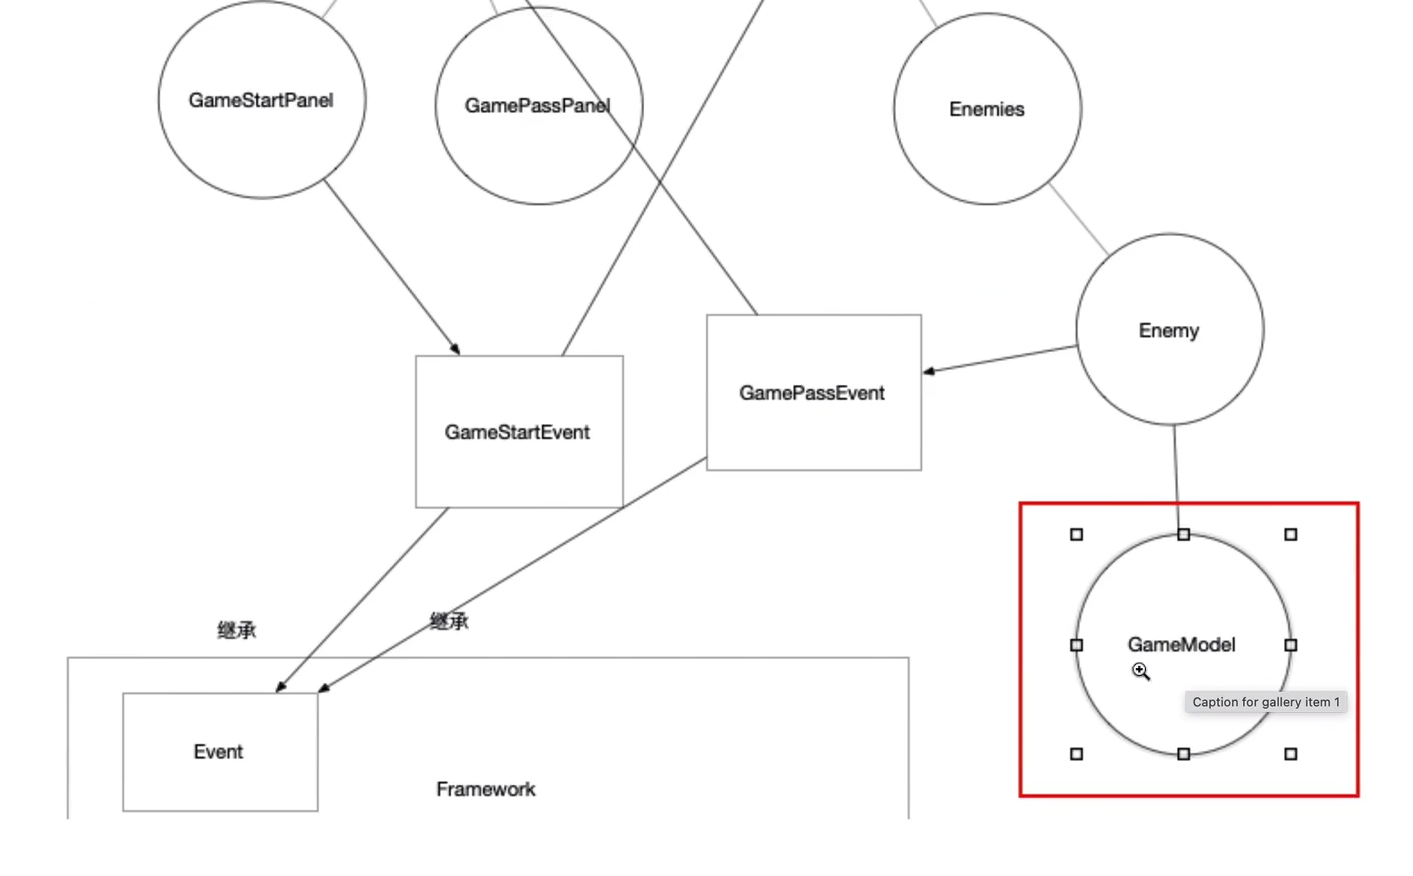 GameStartPanel
GamePassPanel
Enemies
Enemy
GamePassEvent
GameStartEvent
继承
继承
GameModel
Caption for gallery item 1
Event
Framework